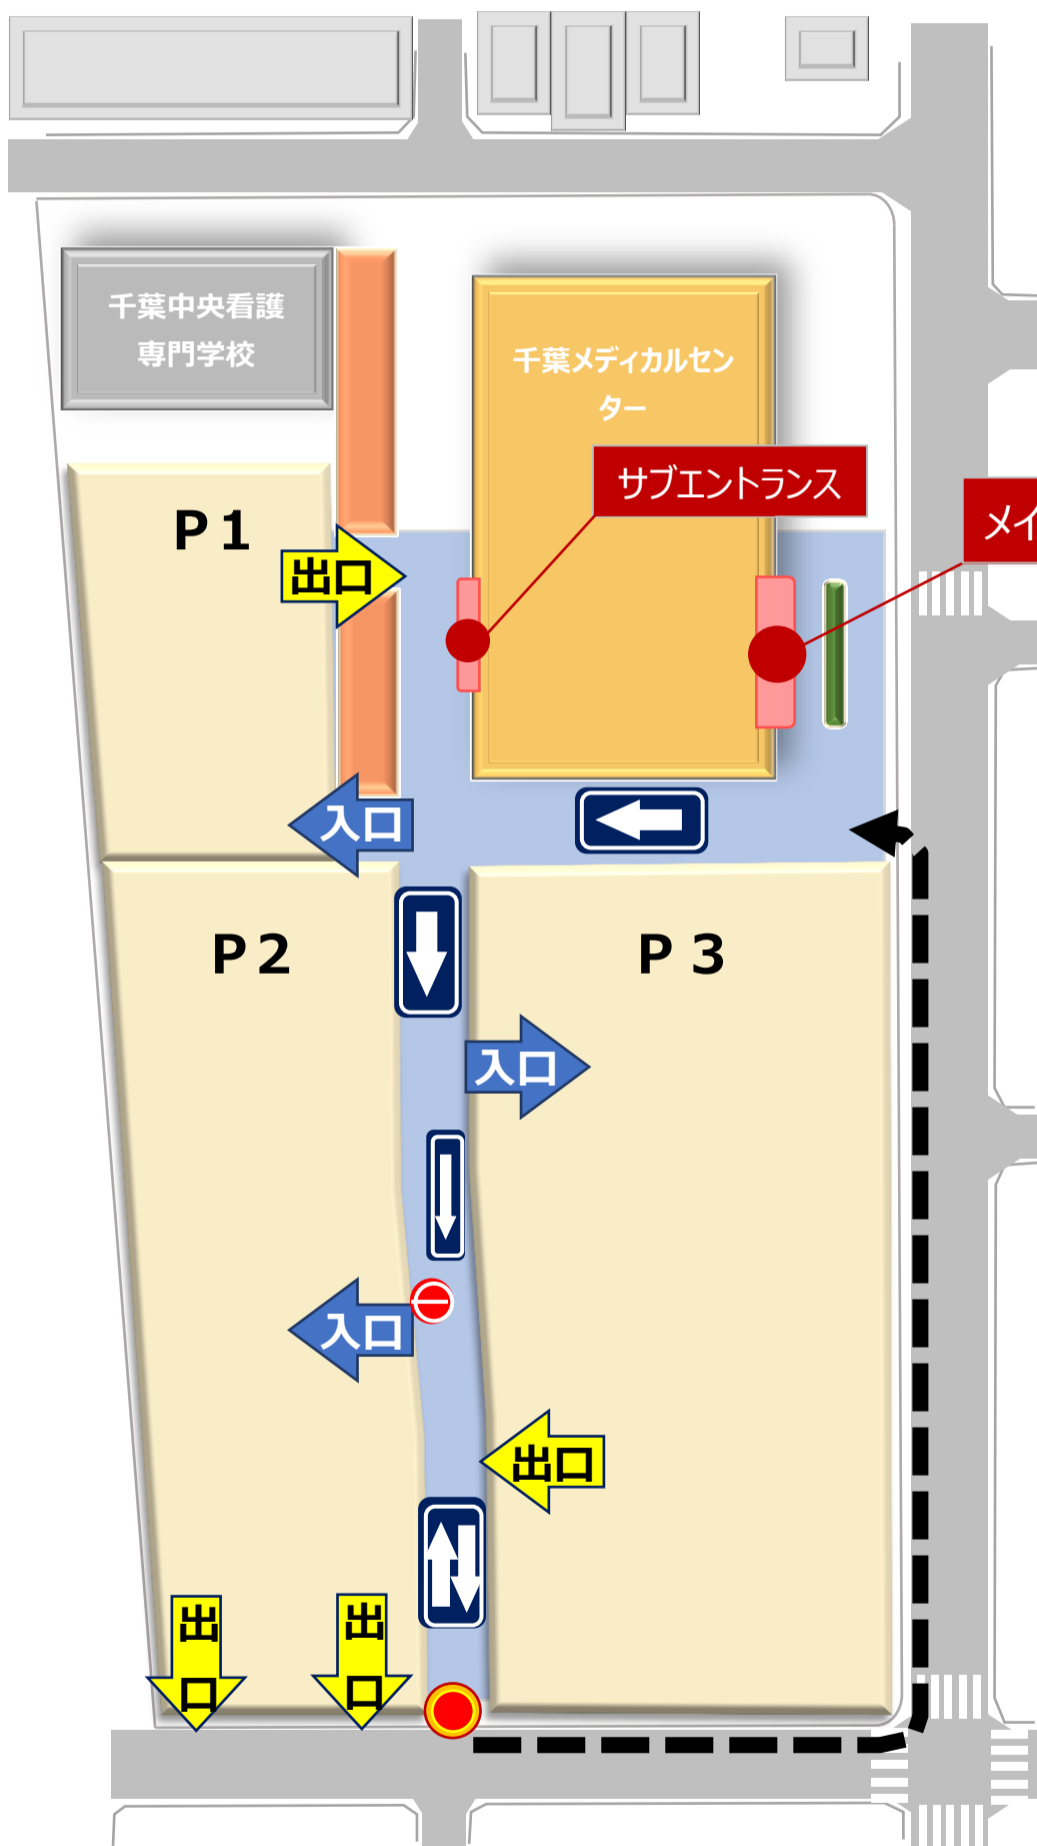 千葉中央看護
専門学校
千葉メディカルセン
ター
サブエントランス
メイ
P1
出口
入口
P2
P3
入口
入口
出口
出口
出口